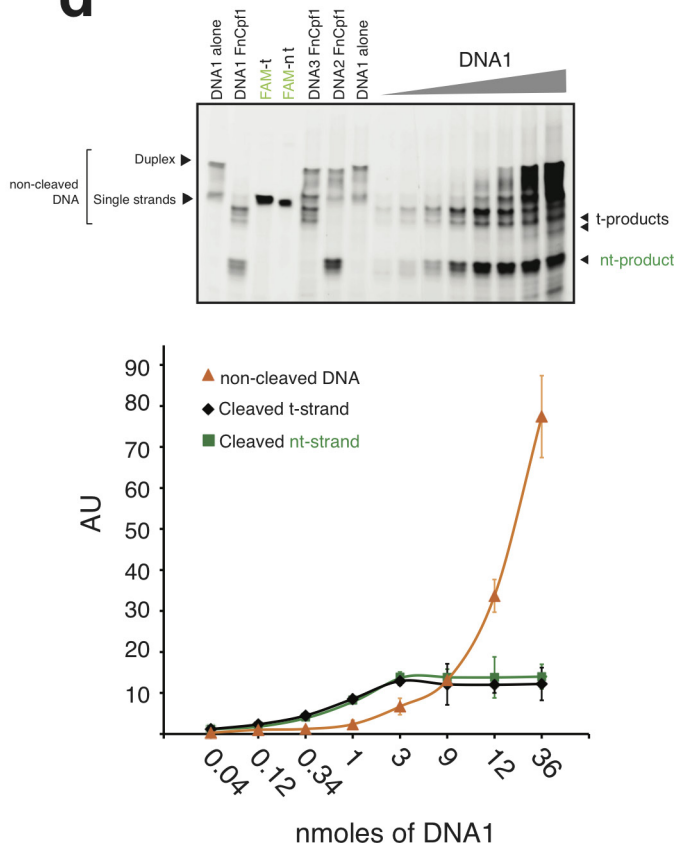 d
DNA1 alone
DNA1 FnCpf1
FAM-t
FAM-nt
DNA3 FnCpf1
DNA2 FnCpf1
DNA1 alone
DNA1
non-cleaved
DNA
Duplex
Single strands
t-products
nt-product
non-cleaved DNA
Cleaved t-strand
Cleaved nt-strand
AU
90
80
70
60
50
40
30
20
10
0.04 0.12 0.34 1 3 9 12 36
nmoles of DNA1